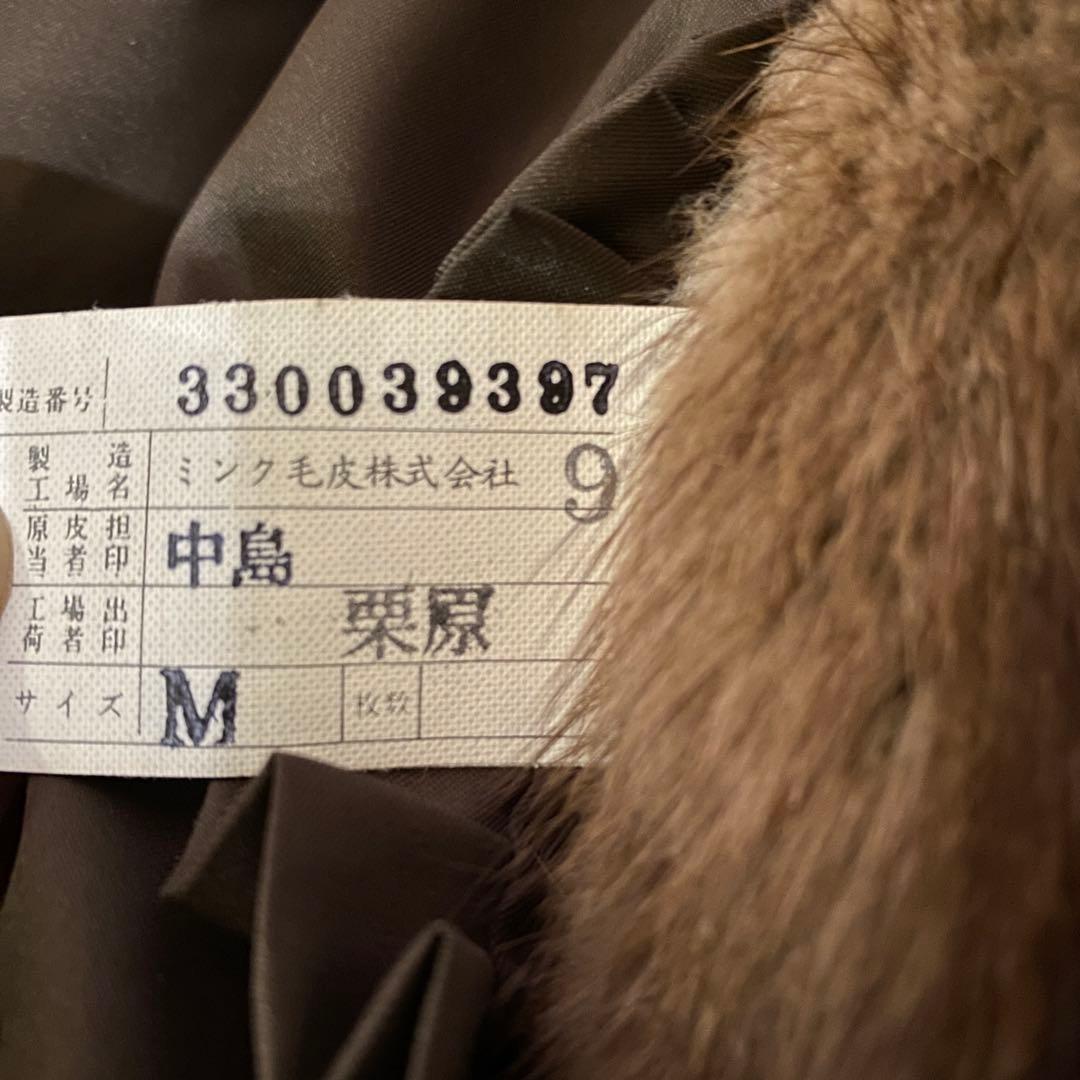 製造番号 330039397
製造工場名 ミンク毛皮株式会社 9
原皮担当者印 中島
工場出荷者印 栗原
サイズ M 枚数